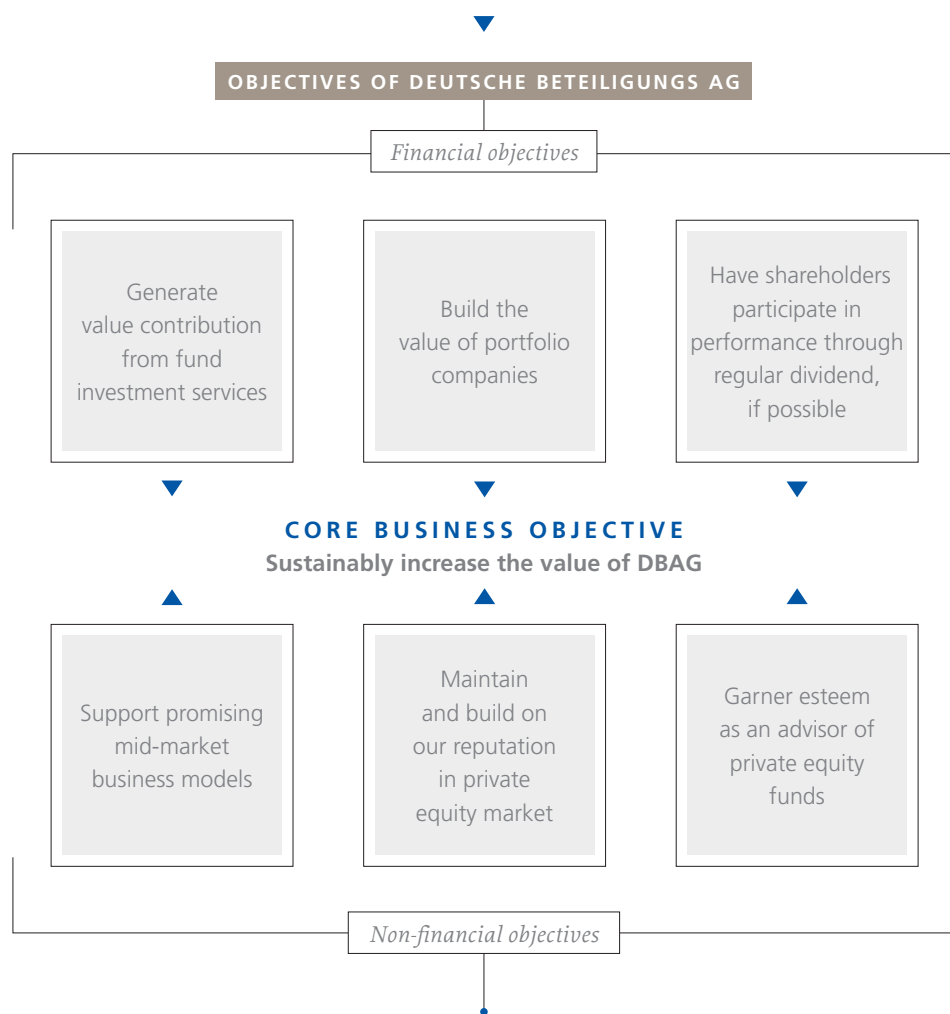 OBJECTIVES OF DEUTSCHE BETEILIGUNGS AG
Financial objectives
Generate
value contribution
from fund
investment services
Build the
value of portfolio
companies
Have shareholders
participate in
performance through
regular dividend,
if possible
CORE BUSINESS OBJECTIVE
Sustainably increase the value of DBAG
Support promising
mid-market
business models
Maintain
and build on
our reputation
in private
equity market
Garner esteem
as an advisor of
private equity
funds
Non-financial objectives